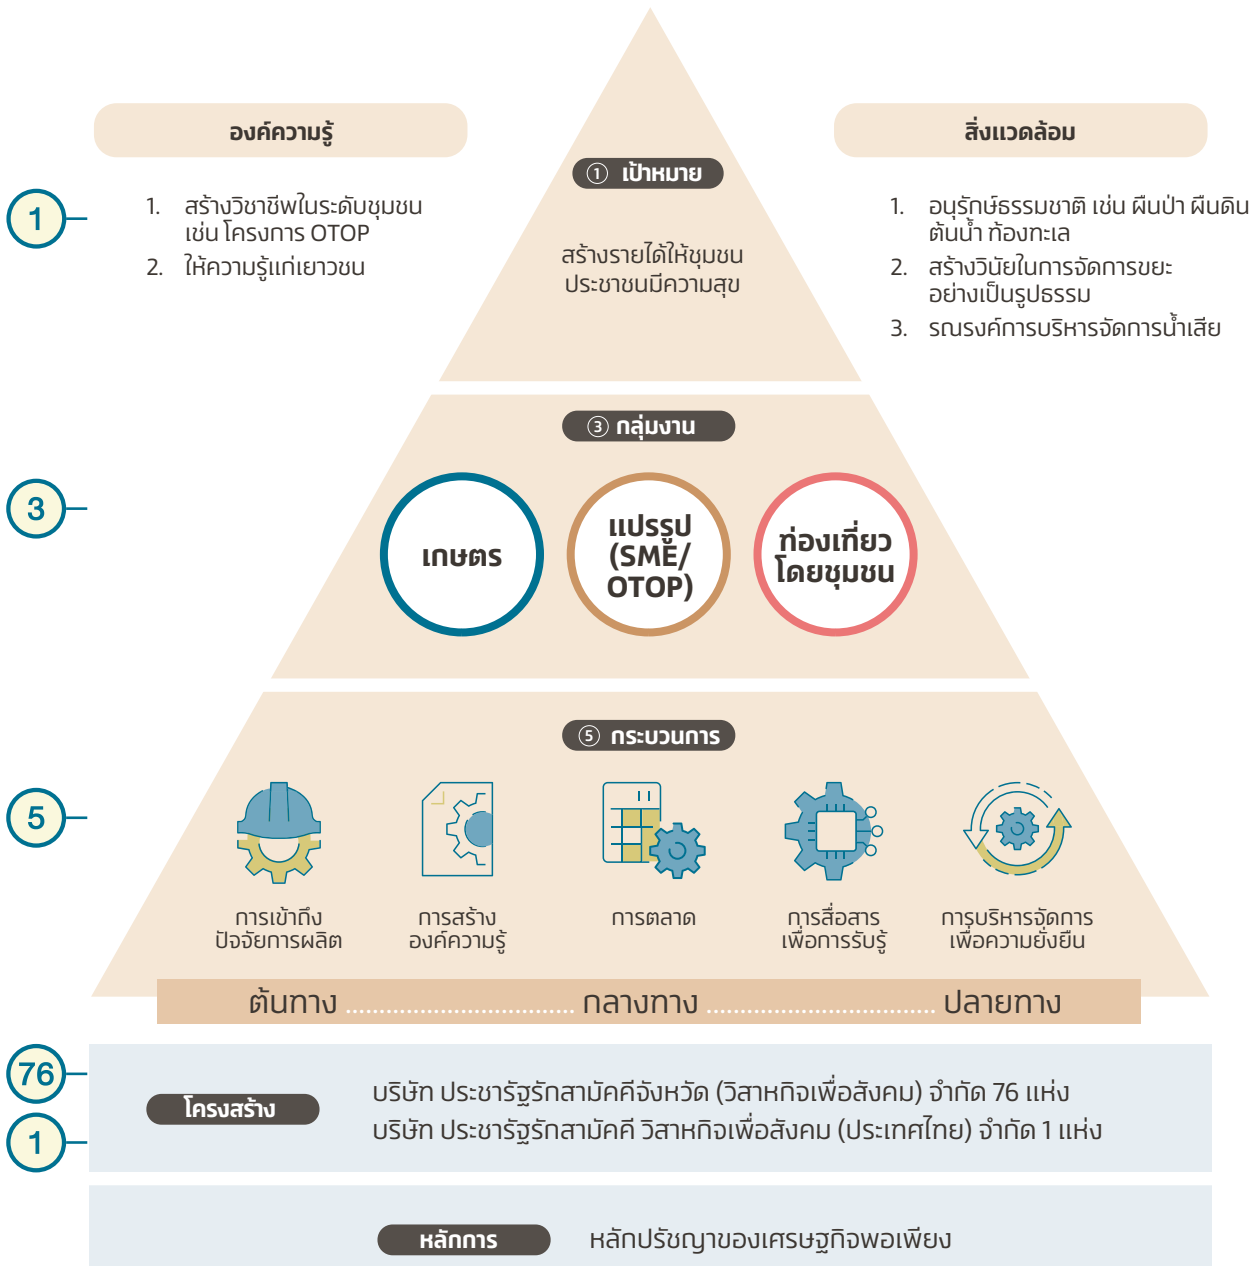 องค์ความรู้
สิ่งแวดล้อม
① เป้าหมาย
1
1. สร้างวิชาชีพในระดับชุมชน
เช่น โครงการ OTOP
2. ให้ความรู้แก่เยาวชน
สร้างรายได้ให้ชุมชน
ประชาชนมีความสุข
1. อนุรักษ์ธรรมชาติ เช่น ผืนป่า ผืนดิน
ต้นน้ำ ท้องทะเล
2. สร้างวินัยในการจัดการขยะ
อย่างเป็นรูปธรรม
3. รณรงค์การบริหารจัดการน้ำเสีย
③ กลุ่มงาน
3
เกษตร
แปรรูป
(SME/
OTOP)
ท่องเที่ยว
โดยชุมชน
⑤ กระบวนการ
5
การเข้าถึง
ปัจจัยการผลิต
การสร้าง
องค์ความรู้
การตลาด
การสื่อสาร
เพื่อการรับรู้
การบริหารจัดการ
เพื่อความยั่งยืน
ต้นทาง .................................. กลางทาง .................................. ปลายทาง
76
1
โครงสร้าง
บริษัท ประชารัฐรักสามัคคีจังหวัด (วิสาหกิจเพื่อสังคม) จำกัด 76 แห่ง
บริษัท ประชารัฐรักสามัคคี วิสาหกิจเพื่อสังคม (ประเทศไทย) จำกัด 1 แห่ง
หลักการ
หลักปรัชญาของเศรษฐกิจพอเพียง